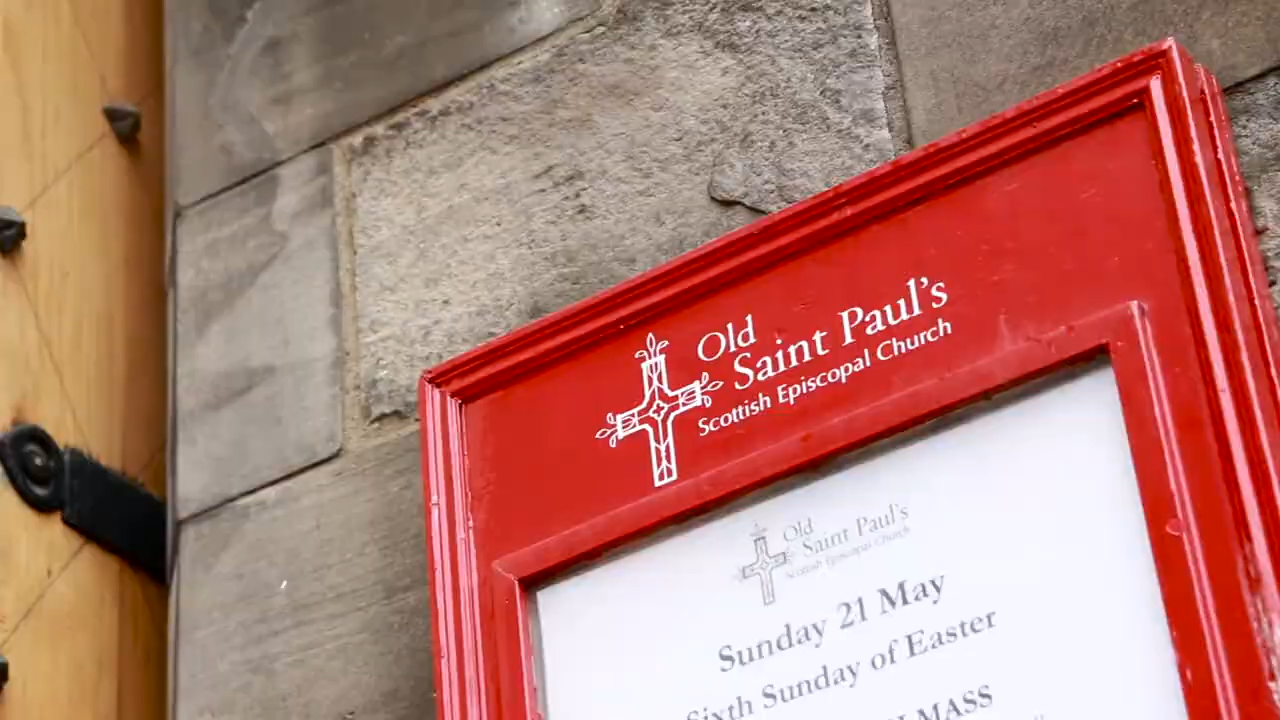 Old
Saint Paul's
Scottish Episcopal Church
Old
Saint Paul's
Scottish Episcopal Church
Sunday 21 May
Sixth Sunday of Easter
MASS